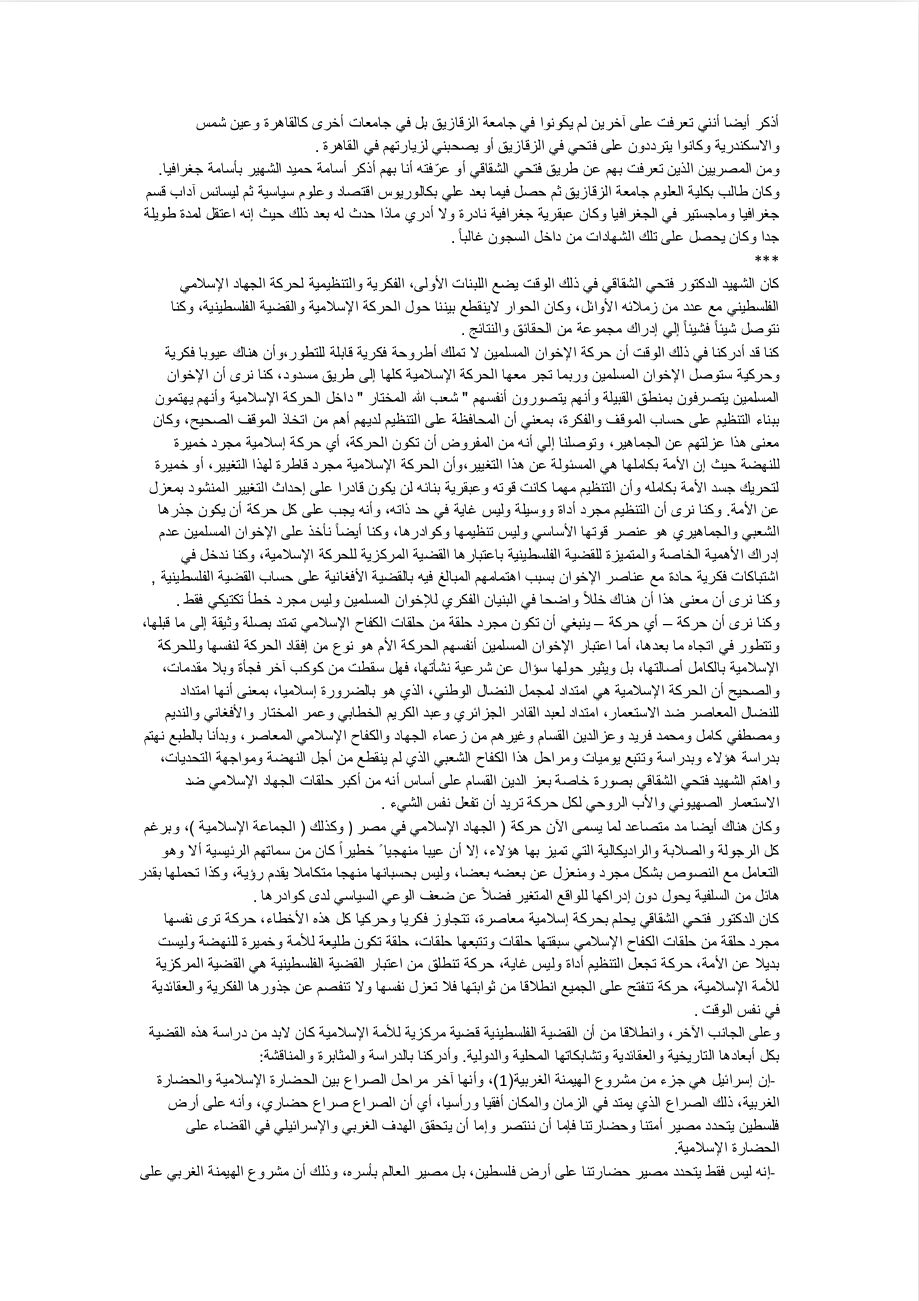 أذكر أيضا أنني تعرفت على آخرين لم يكونوا في جامعة الزقازيق بل في جامعات أخرى كالقاهرة وعين شمس
والاسكندرية وكانوا يترددون على فتحي في الزقازيق أو يصحبني لزيارتهم في القاهرة .
ومن المصريين الذين تعرفت بهم عن طريق فتحي الشقاقي أو عرّفته أنا بهم أذكر أسامة حميد الشهير بأسامة جغرافيا.
وكان طالب بكلية العلوم جامعة الزقازيق ثم حصل فيما بعد علي بكالوريوس اقتصاد وعلوم سياسية ثم ليسانس آداب قسم
جغرافيا وماجستير في الجغرافيا وكان عبقرية جغرافية نادرة ولا أدري ماذا حدث له بعد ذلك حيث إنه اعتقل لمدة طويلة
جدا وكان يحصل على تلك الشهادات من داخل السجون غالباً .
***
كان الشهيد الدكتور فتحي الشقاقي في ذلك الوقت يضع اللبنات الأولى، الفكرية والتنظيمية لحركة الجهاد الإسلامي
الفلسطيني مع عدد من زملائه الأوائل، وكان الحوار لاينقطع بيننا حول الحركة الإسلامية والقضية الفلسطينية، وكنا
نتوصل شيئاً فشيئاً إلي إدراك مجموعة من الحقائق والنتائج .
كنا قد أدركنا في ذلك الوقت أن حركة الإخوان المسلمين لا تملك أطروحة فكرية قابلة للتطور،وأن هناك عيوبا فكرية
وحركية ستوصل الإخوان المسلمين وربما تجر معها الحركة الإسلامية كلها إلى طريق مسدود، كنا نرى أن الإخوان
المسلمين يتصرفون بمنطق القبيلة وأنهم يتصورون أنفسهم " شعب الله المختار " داخل الحركة الإسلامية وأنهم يهتمون
ببناء التنظيم على حساب الموقف والفكرة، بمعني أن المحافظة على التنظيم لديهم أهم من اتخاذ الموقف الصحيح، وكان
معنى هذا عزلتهم عن الجماهير، وتوصلنا إلي أنه من المفروض أن تكون الحركة، أي حركة إسلامية مجرد خميرة
للنهضة حيث إن الأمة بكاملها هي المسئولة عن هذا التغيير،وأن الحركة الإسلامية مجرد قاطرة لهذا التغيير، أو خميرة
لتحريك جسد الأمة بكامله وأن التنظيم مهما كانت قوته وعبقرية بنائه لن يكون قادرا على إحداث التغيير المنشود بمعزل
عن الأمة. وكنا نرى أن التنظيم مجرد أداة ووسيلة وليس غاية في حد ذاته، وأنه يجب على كل حركة أن يكون جذرها
الشعبي والجماهيري هو عنصر قوتها الأساسي وليس تنظيمها وكوادرها، وكنا أيضاً نأخذ على الإخوان المسلمين عدم
إدراك الأهمية الخاصة والمتميزة للقضية الفلسطينية باعتبارها القضية المركزية للحركة الإسلامية، وكنا ندخل في
اشتباكات فكرية حادة مع عناصر الإخوان بسبب اهتمامهم المبالغ فيه بالقضية الأفغانية على حساب القضية الفلسطينية ,
وكنا نرى أن معنى هذا أن هناك خللاً واضحا في البنيان الفكري للإخوان المسلمين وليس مجرد خطأ تكتيكي فقط .
وكنا نرى أن حركة – أي حركة – ينبغي أن تكون مجرد حلقة من حلقات الكفاح الإسلامي تمتد بصلة وثيقة إلى ما قبلها،
وتتطور في اتجاه ما بعدها، أما اعتبار الإخوان المسلمين أنفسهم الحركة الأم هو نوع من إفقاد الحركة لنفسها وللحركة
الإسلامية بالكامل أصالتها، بل ويثير حولها سؤال عن شرعية نشأتها، فهل سقطت من كوكب آخر فجأة وبلا مقدمات،
والصحيح أن الحركة الإسلامية هي امتداد لمجمل النضال الوطني، الذي هو بالضرورة إسلاميا، بمعنى أنها امتداد
للنضال المعاصر ضد الاستعمار، امتداد لعبد القادر الجزائري وعبد الكريم الخطابي وعمر المختار والأفغاني والنديم
ومصطفي كامل ومحمد فريد وعزالدين القسام وغيرهم من زعماء الجهاد والكفاح الإسلامي المعاصر، وبدأنا بالطبع نهتم
بدراسة هؤلاء وبدراسة وتتبع يوميات ومراحل هذا الكفاح الشعبي الذي لم ينقطع من أجل النهضة ومواجهة التحديات،
واهتم الشهيد فتحي الشقاقي بصورة خاصة بعز الدين القسام على أساس أنه من أكبر حلقات الجهاد الإسلامي ضد
الاستعمار الصهيوني والأب الروحي لكل حركة تريد أن تفعل نفس الشيء .
وكان هناك أيضا مد متصاعد لما يسمى الآن حركة ( الجهاد الإسلامي في مصر ( وكذلك ( الجماعة الإسلامية )، وبرغم
كل الرجولة والصلابة والراديكالية التي تميز بها هؤلاء، إلا أن عيبا منهجياً خطيراً كان من سماتهم الرئيسية ألا وهو
التعامل مع النصوص بشكل مجرد ومنعزل عن بعضه بعضا، وليس بحسبانها منهجا متكاملا يقدم رؤية، وكذا تحملها بقدر
هائل من السلفية يحول دون إدراكها للواقع المتغير فضلاً عن ضعف الوعي السياسي لدى كوادرها .
كان الدكتور فتحي الشقاقي يحلم بحركة إسلامية معاصرة، تتجاوز فكريا وحركيا كل هذه الأخطاء، حركة ترى نفسها
مجرد حلقة من حلقات الكفاح الإسلامي سبقتها حلقات وتتبعها حلقات، حلقة تكون طليعة للأمة وخميرة للنهضة وليست
بديلا عن الأمة، حركة تجعل التنظيم أداة وليس غاية، حركة تنطلق من اعتبار القضية الفلسطينية هي القضية المركزية
للأمة الإسلامية، حركة تنفتح على الجميع انطلاقا من ثوابتها فلا تعزل نفسها ولا تنفصم عن جذورها الفكرية والعقائدية
في نفس الوقت .
وعلى الجانب الآخر، وانطلاقا من أن القضية الفلسطينية قضية مركزية للأمة الإسلامية كان لابد من دراسة هذه القضية
بكل أبعادها التاريخية والعقائدية وتشابكاتها المحلية والدولية. وأدركنا بالدراسة والمثابرة والمناقشة:
-إن إسرائيل هي جزء من مشروع الهيمنة الغربية(1)، وأنها آخر مراحل الصراع بين الحضارة الإسلامية والحضارة
الغربية، ذلك الصراع الذي يمتد في الزمان والمكان أفقيا ورأسيا، أي أن الصراع صراع حضاري، وأنه على أرض
فلسطين يتحدد مصير أمتنا وحضارتنا فإما أن ننتصر وإما أن يتحقق الهدف الغربي والإسرائيلي في القضاء على
الحضارة الإسلامية.
-إنه ليس فقط يتحدد مصير حضارتنا على أرض فلسطين، بل مصير العالم بأسره، وذلك أن مشروع الهيمنة الغربي على